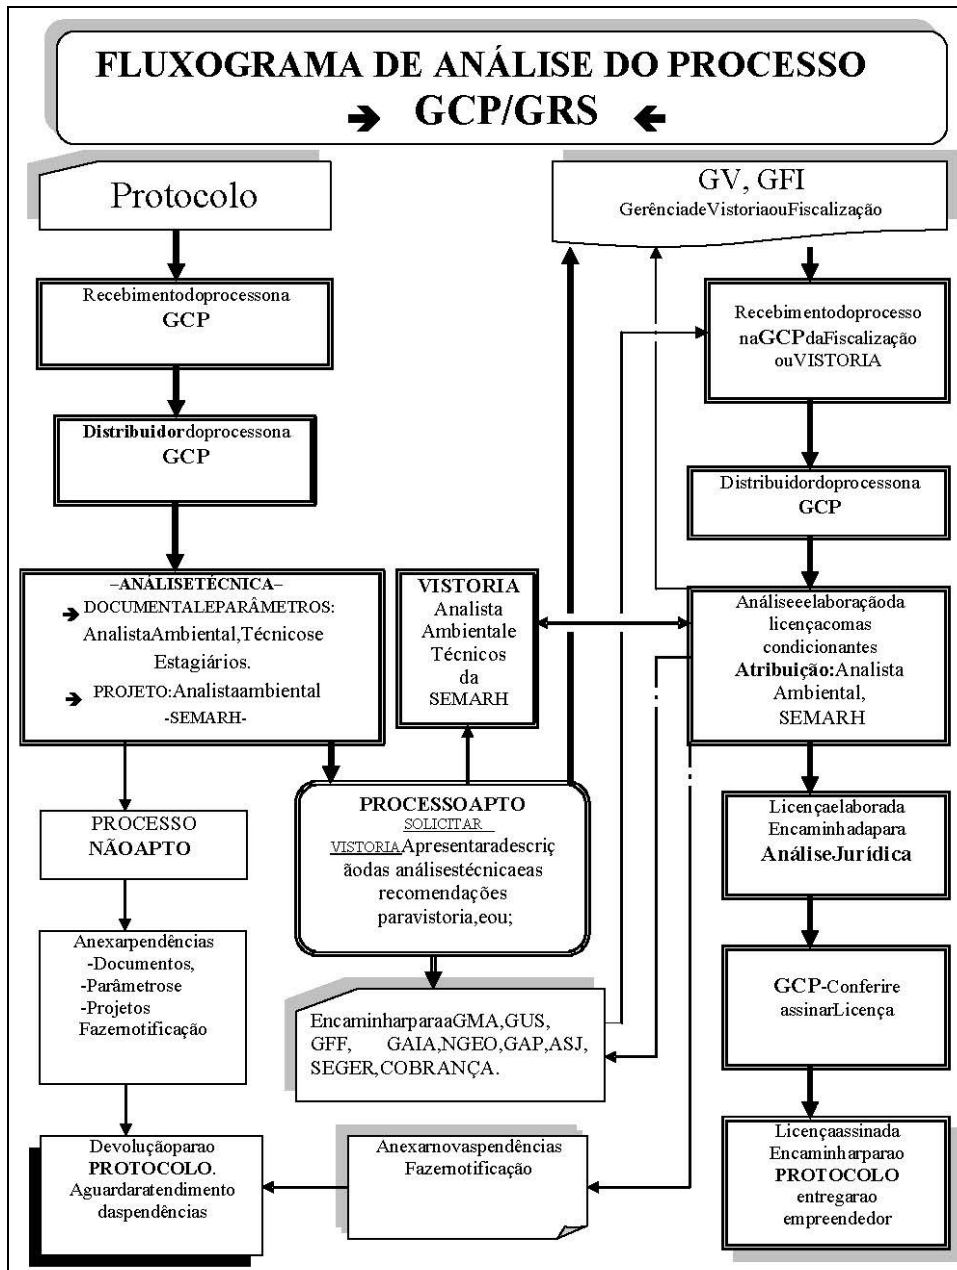 FLUXOGRAMA DE ANÁLISE DO PROCESSO
➔ GCP/GRS ←
Protocolo
RecebimentodoprocessonaGCP
GCP
Distribuidordoprocessona
GCP
–ANÁLISETÉCNICA–
➔ DOCUMENTALEPARÂMETROS:
AnalistaAmbiental,Técnicose
Estagiários.
➔ PROJETO:Analistaambiental
-SEMARH-
PROCESSO
NÃOAPTO
Anexarpendências
-Documentos,
-Parâmetrose
-Projetos
Fazernotificação
Devoluçãoparao
PROTOCOLO.
Aguardaratendimento
daspendências
VISTORIA
Analista
Ambientale
Técnicos
da
SEMARH
PROCESSOAPTO
SOLICITAR
VISTORIAApresentaradescriç
ãodas análisestécnicaeas
recomendações
paravistoria,eou;
EncaminharparaaGMA,GUS,
GFF, GAIA,NGEO,GAP,ASJ,
SEGER,COBRANÇA.
Anexarnovaspendências
Fazernotificação
GV, GFI
GerênciadeVistoriaouFiscalização
Recebimentodoprocesso
naGCPdaFiscalização
ouVISTORIA
Distribuidordoprocessona
GCP
Análiseeelaboraçãoda
licençacomas
condicionantes
Atribuição:Analista
Ambiental,
SEMARH
Licençaelaborada
Encaminhadapara
AnáliseJurídica
GCP-Conferire
assinarLicença
Licençaassinada
Encaminharparao
PROTOCOLO
entregarao
empreendedor